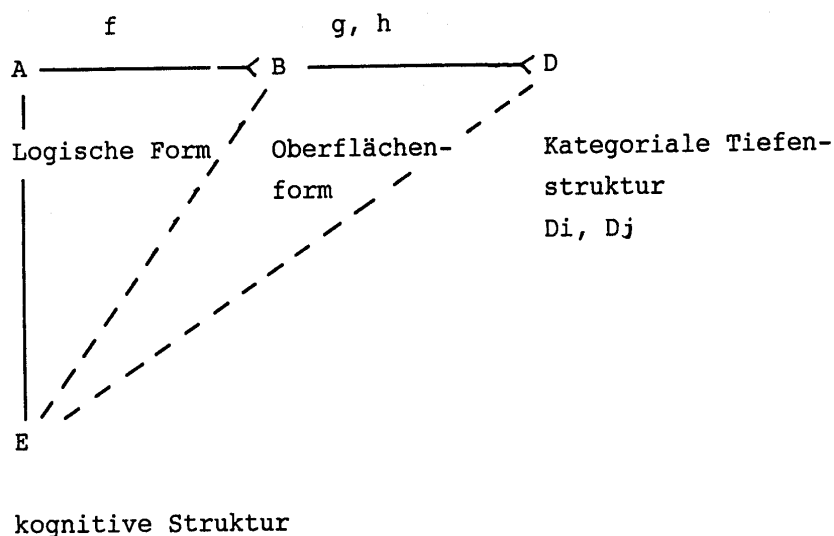 f g, h
A B D
Logische Form Oberflächen- Kategoriale Tiefen-
form struktur
Di, Dj
E
kognitive Struktur